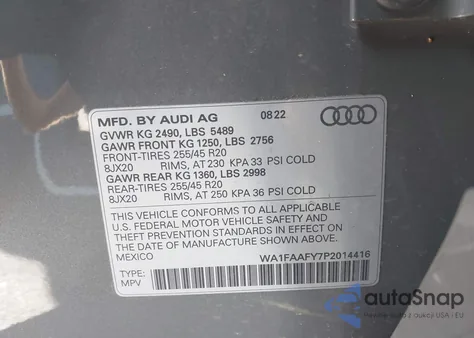 MFD. BY AUDI AG 08.22
GVWR KG 2490, LBS 5489
GAWR FRONT KG 1250, LBS 2756
FRONT-TIRES 255/45 R20
8JX20 RIMS, AT 230 KPA 33 PSI COLD
GAWR REAR KG 1360, LBS 2998
REAR-TIRES 255/45 R20
8JX20 RIMS, AT 250 KPA 36 PSI COLD
THIS VEHICLE CONFORMS TO ALL APPLICABLE
U.S. FEDERAL MOTOR VEHICLE SAFETY AND
THEFT PREVENTION STANDARDS IN EFFECT ON
THE DATE OF MANUFACTURE SHOWN ABOVE.
MEXICO WA1FAAFY7P2014416
TYPE:
MPV
autoSnap